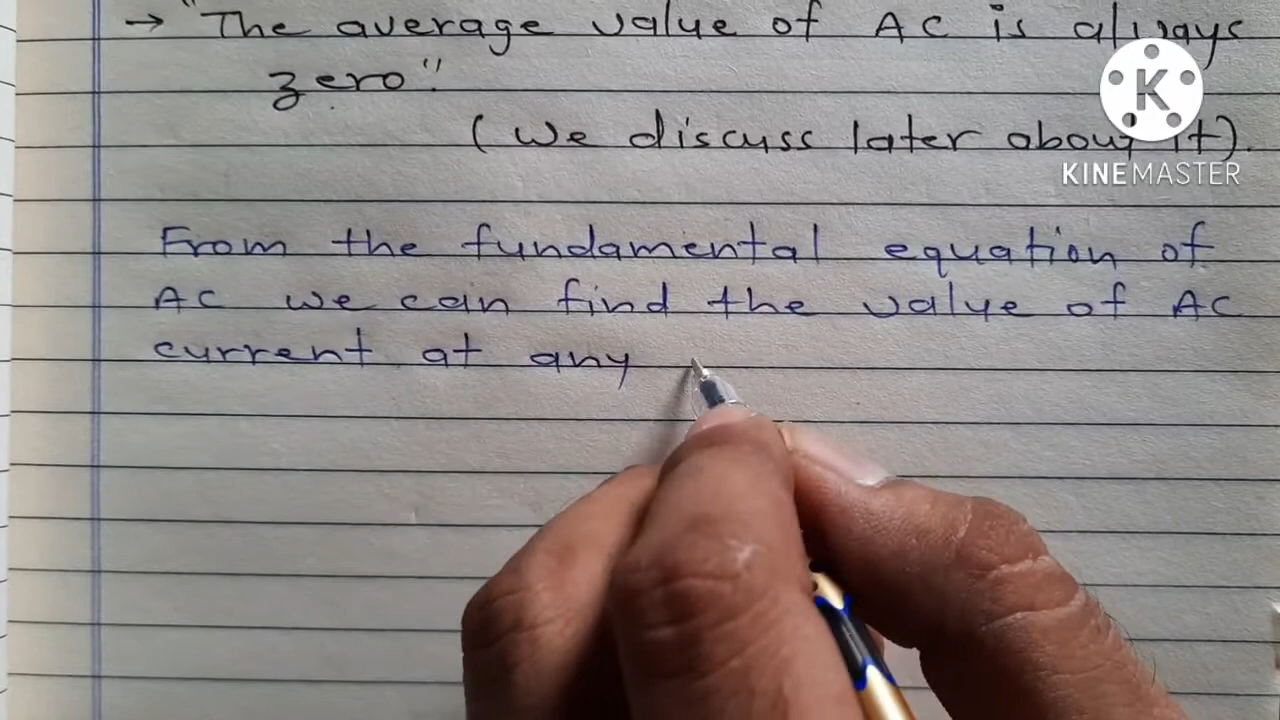 → "The average value of AC is always
zero"
(we discuss later about it).
From the fundamental equation of
AC we can find the value of AC
current at any
K
KINEMASTER